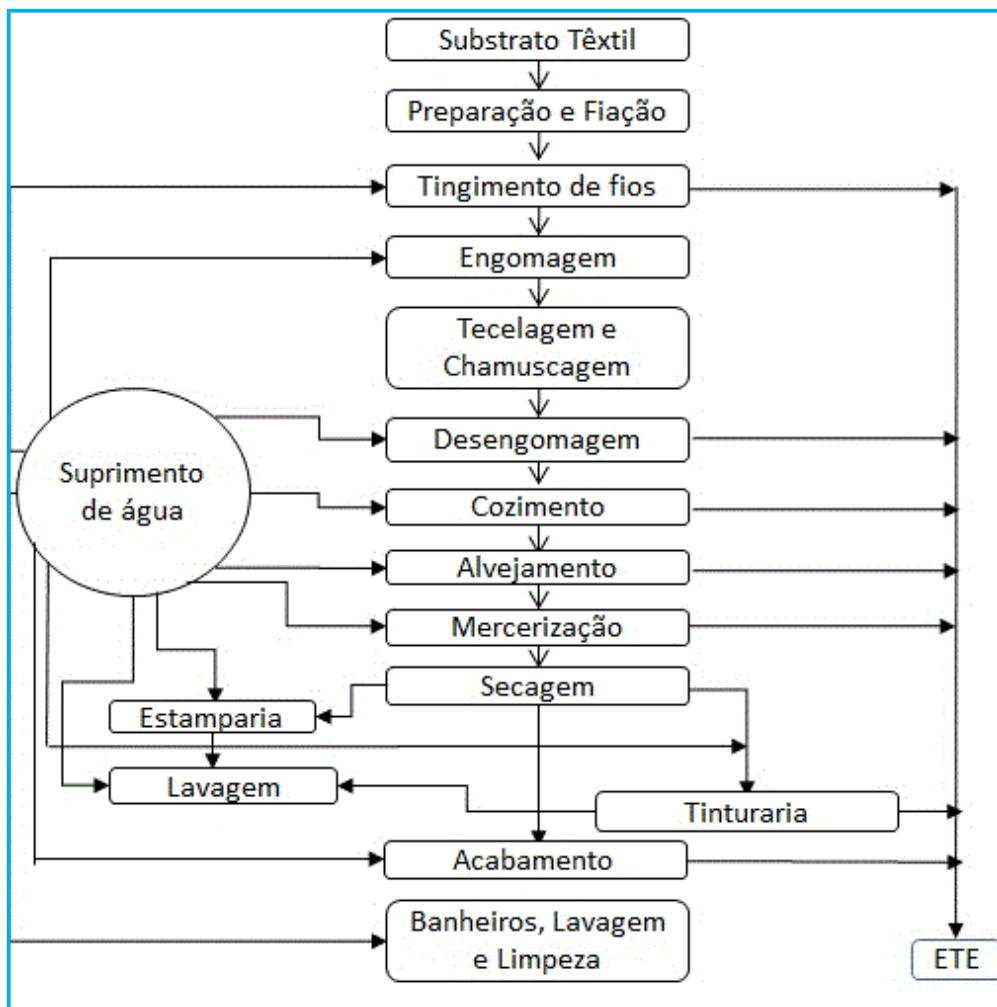 Substrato Têxtil
Preparação e Fiação
Tingimento de fios
Engomagem
Tecelagem e
Chamuscagem
Suprimento
de água
Desengomagem
Cozimento
Alvejamento
Mercerização
Secagem
Estamparia
Lavagem
Tinturaria
Acabamento
Banheiros, Lavagem
e Limpeza
ETE